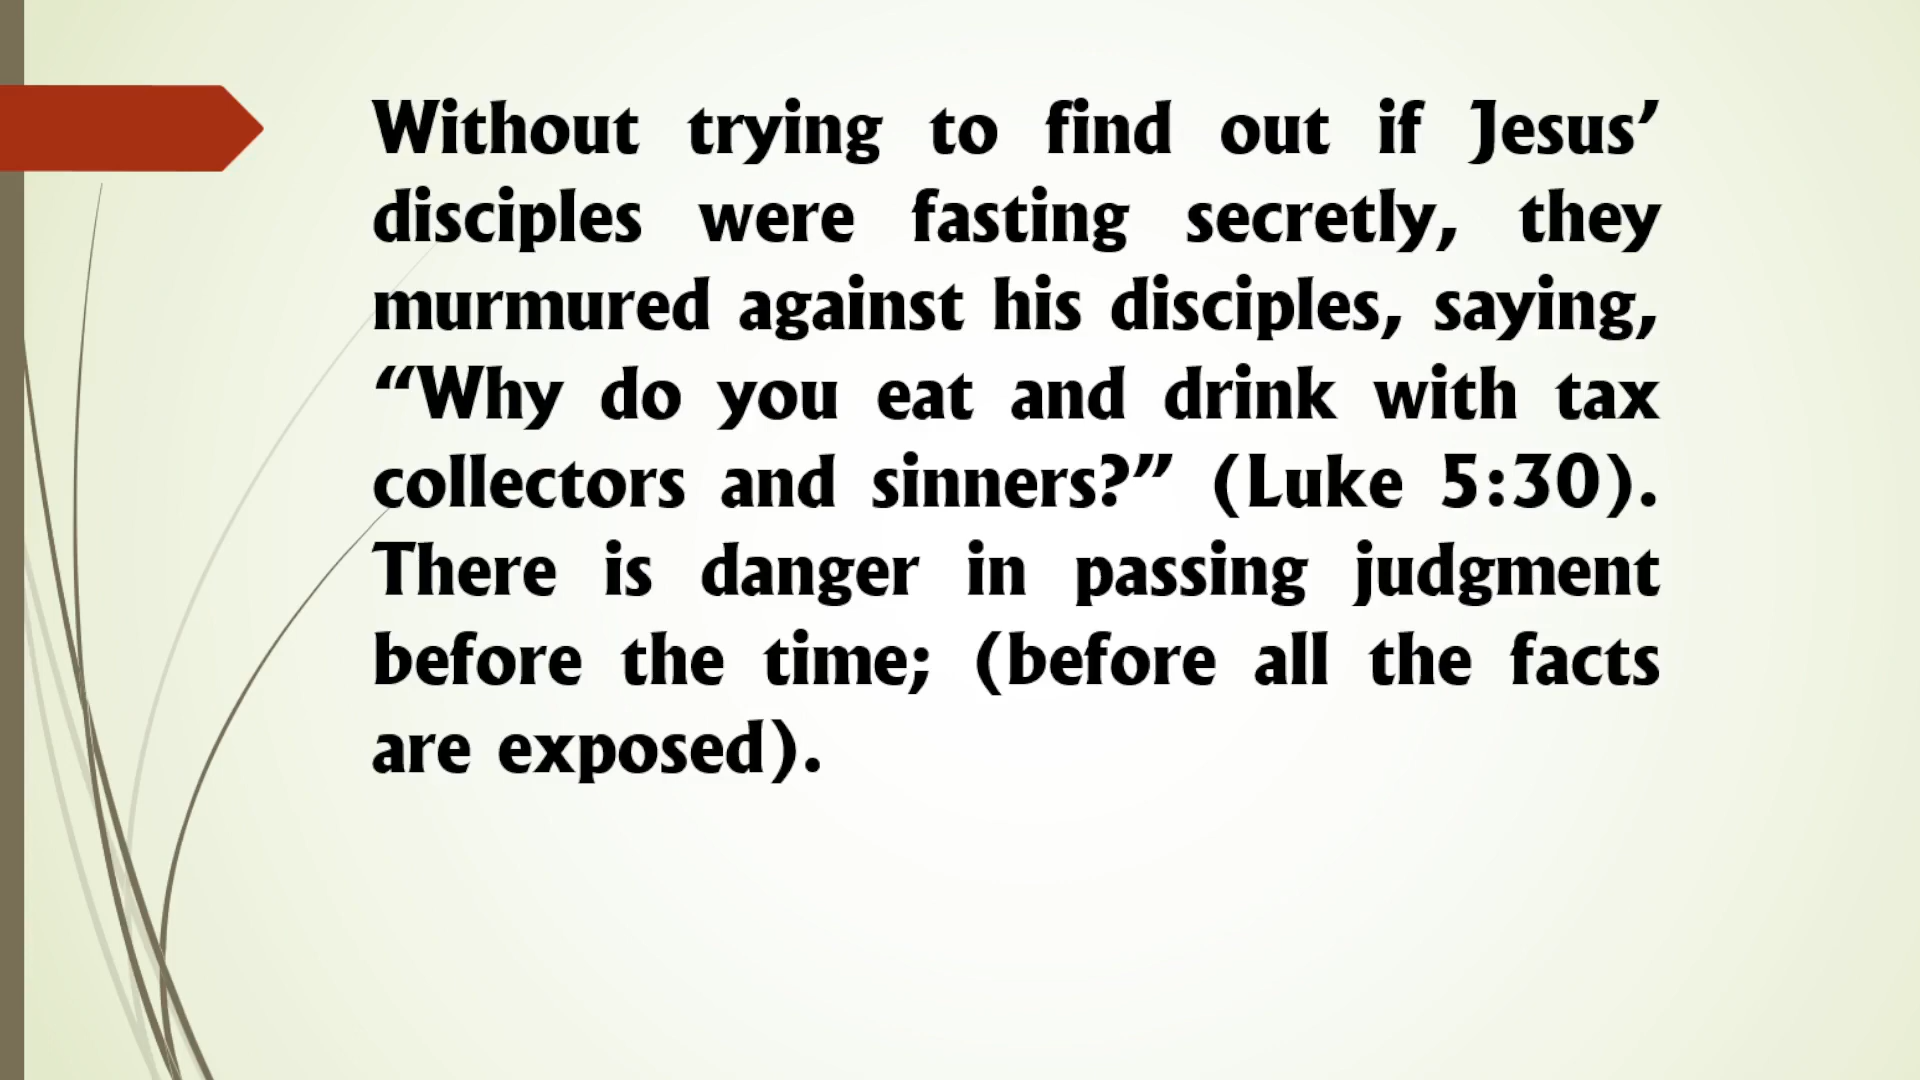 Without trying to find out if Jesus’
disciples were fasting secretly, they
murmured against his disciples, saying,
“Why do you eat and drink with tax
collectors and sinners?” (Luke 5:30).
There is danger in passing judgment
before the time; (before all the facts
are exposed).